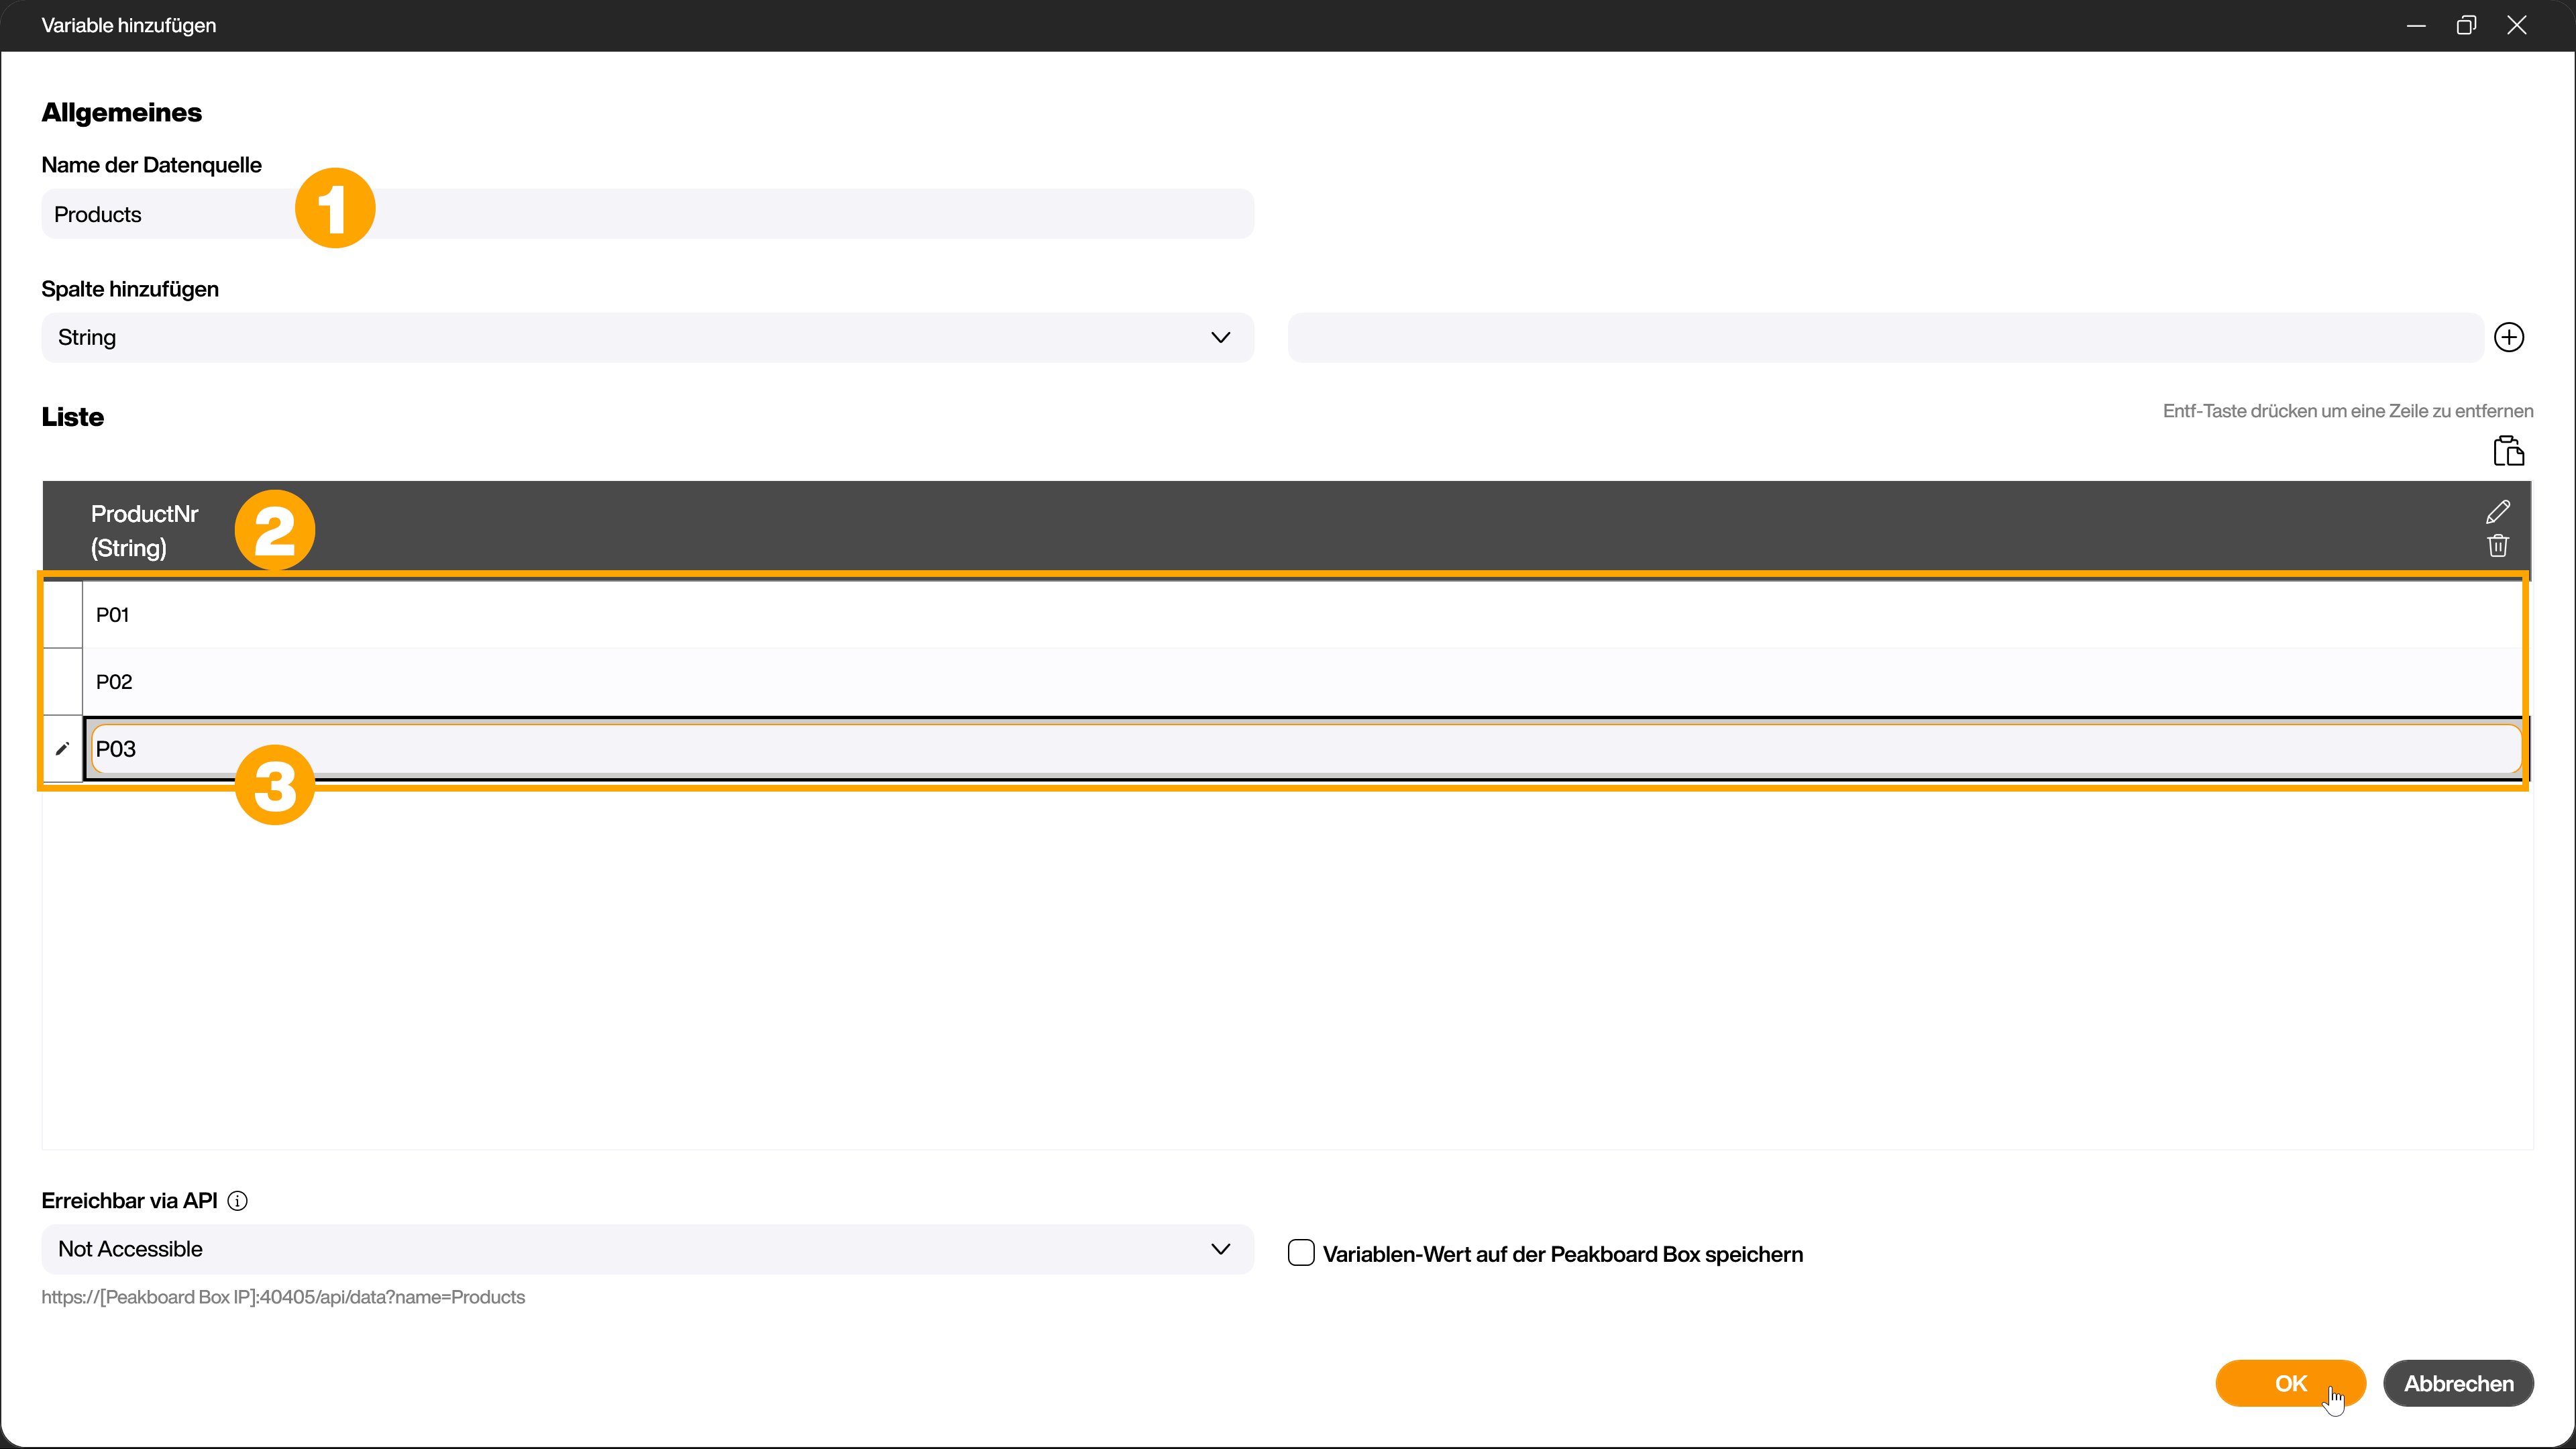 Variable hinzufügen
Allgemeines
Name der Datenquelle
Products
1
Spalte hinzufügen
String
Liste
Entf-Taste drücken um eine Zeile zu entfernen
ProductNr
(String)
2
P01
P02
P03
3
Erreichbar via API
Not Accessible
Variablen-Wert auf der Peakboard Box speichern
https://[Peakboard Box IP]:40405/api/data?name=Products
OK
Abbrechen